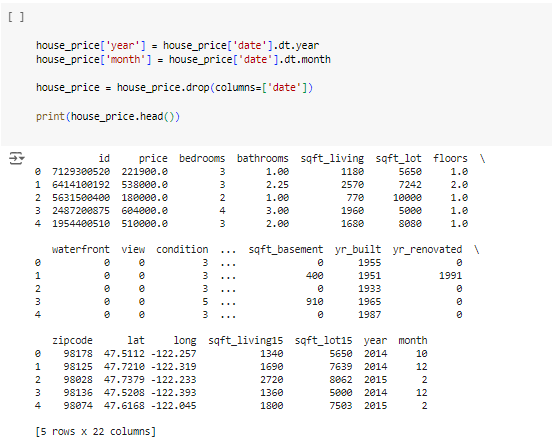 [ ]
house_price['year'] = house_price['date'].dt.year
house_price['month'] = house_price['date'].dt.month
house_price = house_price.drop(columns=['date'])
print(house_price.head())
id price bedrooms bathrooms sqft_living sqft_lot floors \
0 7129300520 221900.0 3 1.00 1180 5650 1.0
1 6414100192 538000.0 3 2.25 2570 7242 2.0
2 5631500400 180000.0 2 1.00 770 10000 1.0
3 2487200875 604000.0 4 3.00 1960 5000 1.0
4 1954400510 510000.0 3 2.00 1680 8080 1.0
waterfront view condition ... sqft_basement yr_built yr_renovated \
0 0 0 3 ... 0 1955 0
1 0 0 3 ... 400 1951 1991
2 0 0 3 ... 0 1933 0
3 0 0 5 ... 910 1965 0
4 0 0 3 ... 0 1987 0
zipcode lat long sqft_living15 sqft_lot15 year month
0 98178 47.5112 -122.257 1340 5650 2014 10
1 98125 47.7210 -122.319 1690 7639 2014 12
2 98028 47.7379 -122.233 2720 8062 2015 2
3 98136 47.5208 -122.393 1360 5000 2014 12
4 98074 47.6168 -122.045 1800 7503 2015 2
[5 rows x 22 columns]